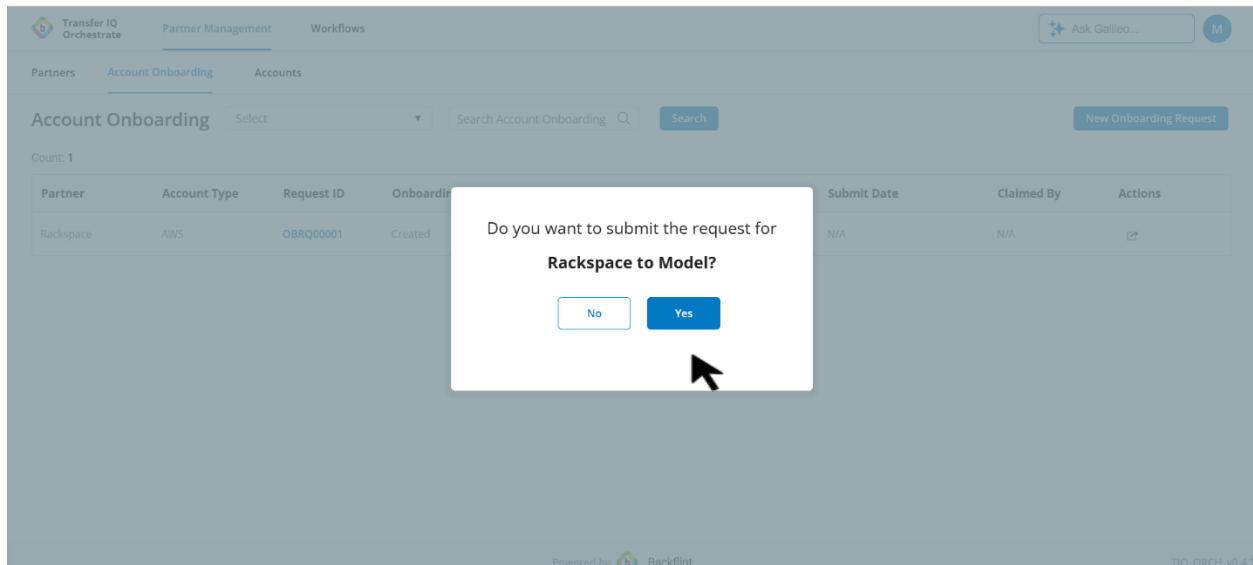 Transfer IQ
Orchestrate
Partner Management
Workflows
Ask Galileo...
M
Partners
Account Onboarding
Accounts
Account Onboarding
Select
Search Account Onboarding
Search
New Onboarding Request
Count: 1
Partner
Account Type
Request ID
Onboardin
Submit Date
Claimed By
Actions
Rackspace
AWS
OBRQ00001
Created
N/A
N/A
Do you want to submit the request for
Rackspace to Model?
No
Yes
Powered by
b
Backflint